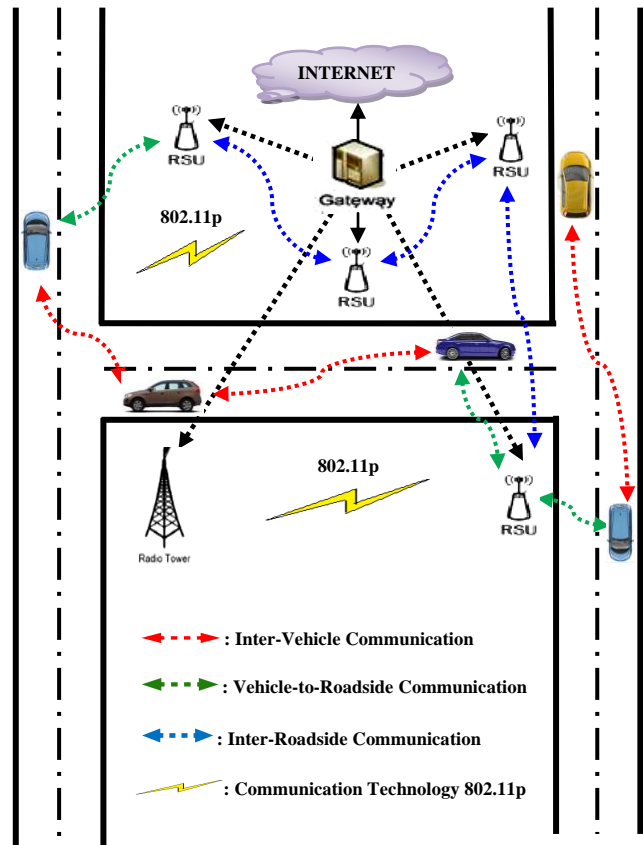 INTERNET
RSU
RSU
Gateway
802.11p
RSU
802.11p
RSU
Radio Tower
: Inter-Vehicle Communication
: Vehicle-to-Roadside Communication
: Inter-Roadside Communication
: Communication Technology 802.11p